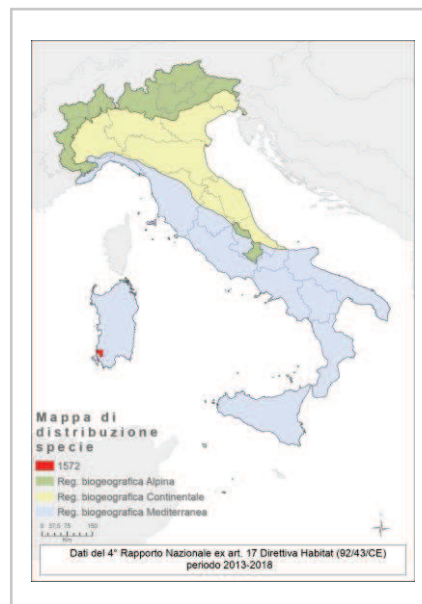 Mappa di
distribuzione
specie
1572
Reg. biogeografica Alpina
Reg. biogeografica Continentale
Reg. biogeografica Mediterranea
0 37,5 75 150
Km
Dati del 4° Rapporto Nazionale ex art. 17 Direttiva Habitat (92/43/CE)
periodo 2013-2018